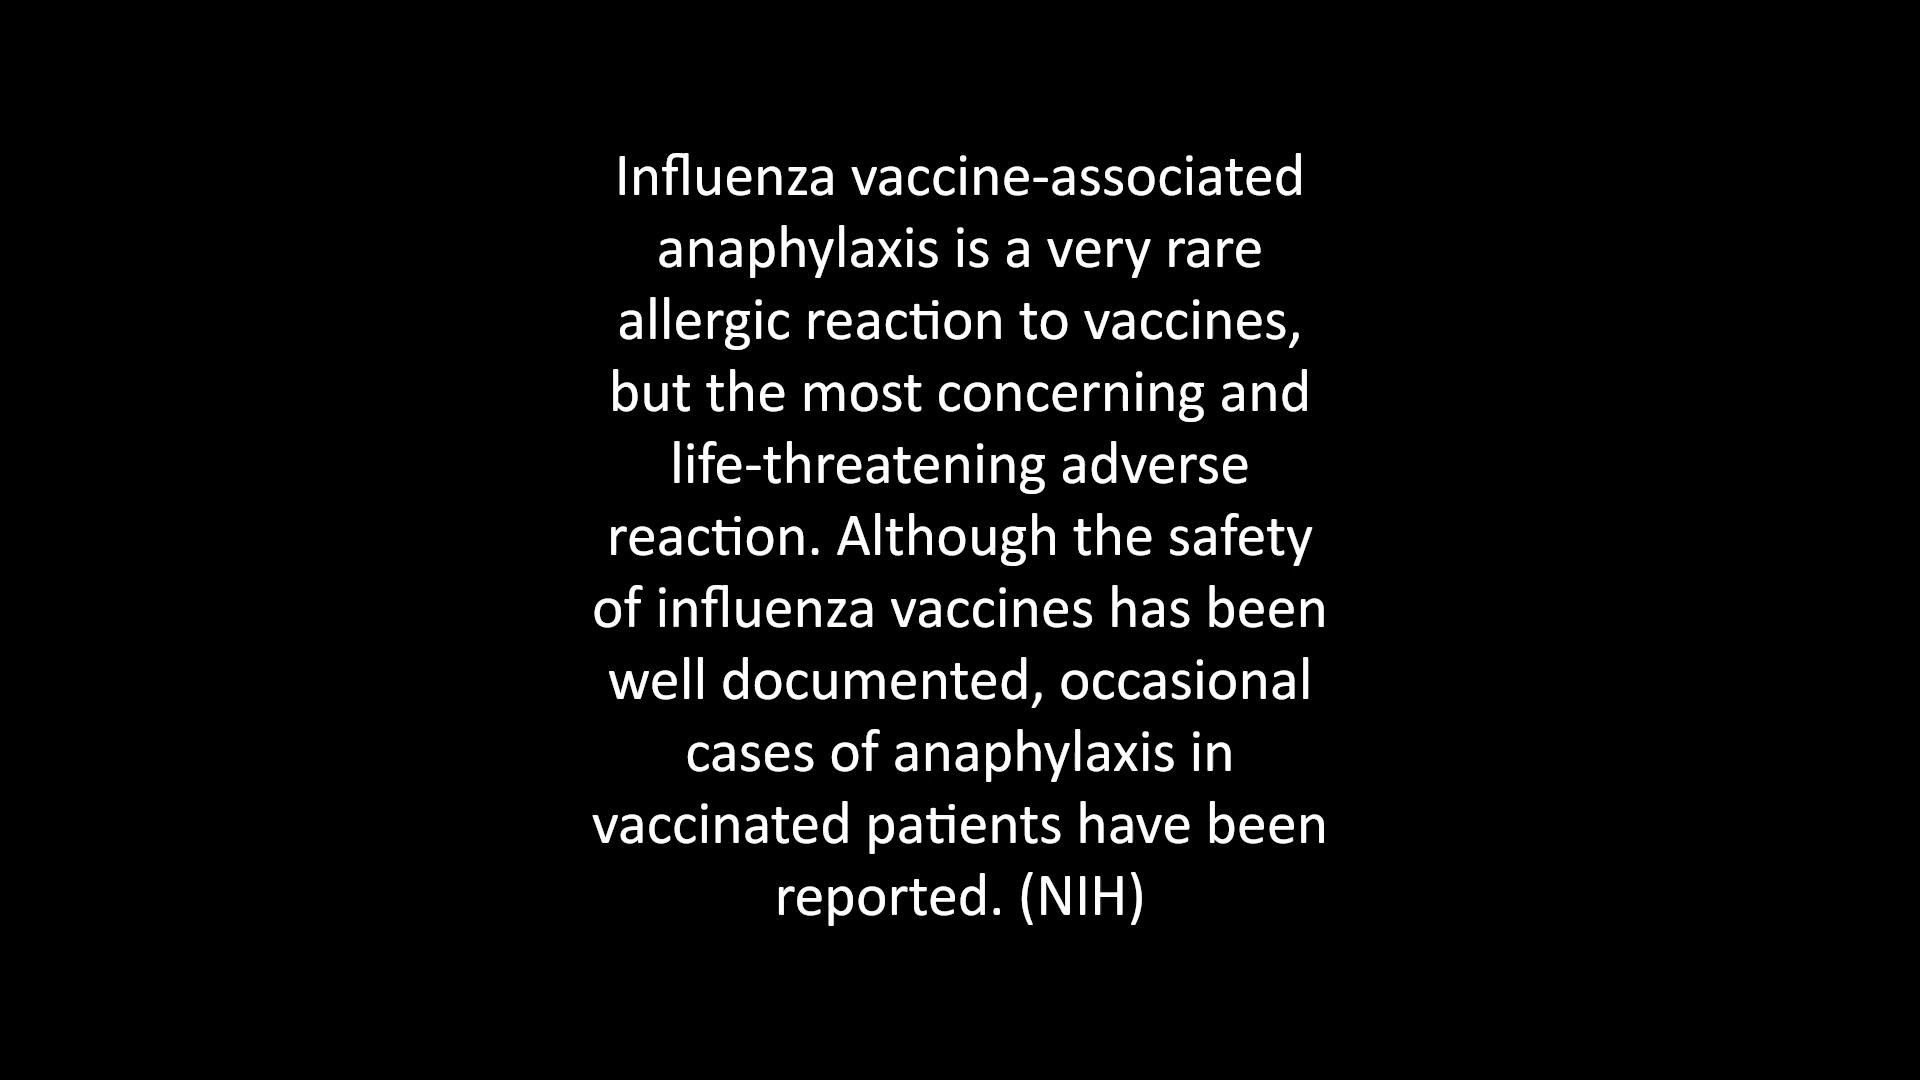 Influenza vaccine-associated
anaphylaxis is a very rare
allergic reaction to vaccines,
but the most concerning and
life-threatening adverse
reaction. Although the safety
of influenza vaccines has been
well documented, occasional
cases of anaphylaxis in
vaccinated patients have been
reported. (NIH)